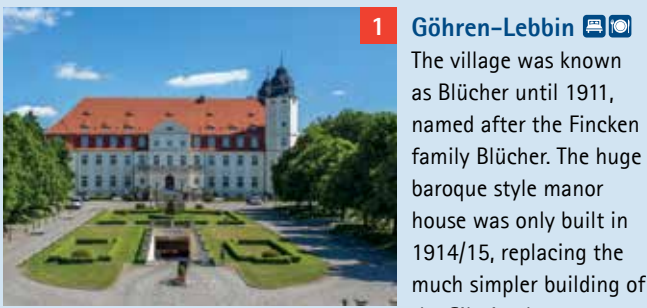 1
Göhren-Lebbin
The village was known
as Blücher until 1911,
named after the Fincken
family Blücher. The huge
baroque style manor
house was only built in
1914/15, replacing the
much simpler building of